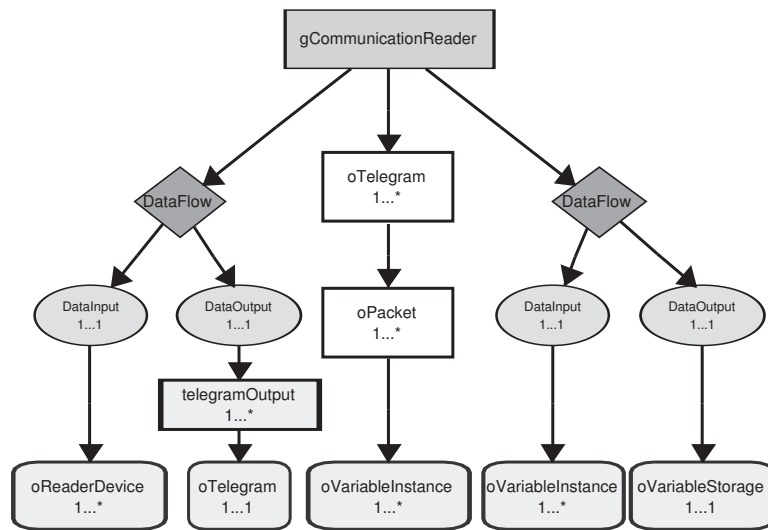 gCommunicationReader
oTelegram
1...*
DataFlow
DataFlow
DataInput
1...1
DataOutput
1...1
oPacket
1...*
DataInput
1...1
DataOutput
1...1
telegramOutput
1...*
oReaderDevice
1...*
oTelegram
1...1
oVariableInstance
1...*
oVariableInstance
1...*
oVariableStorage
1...1